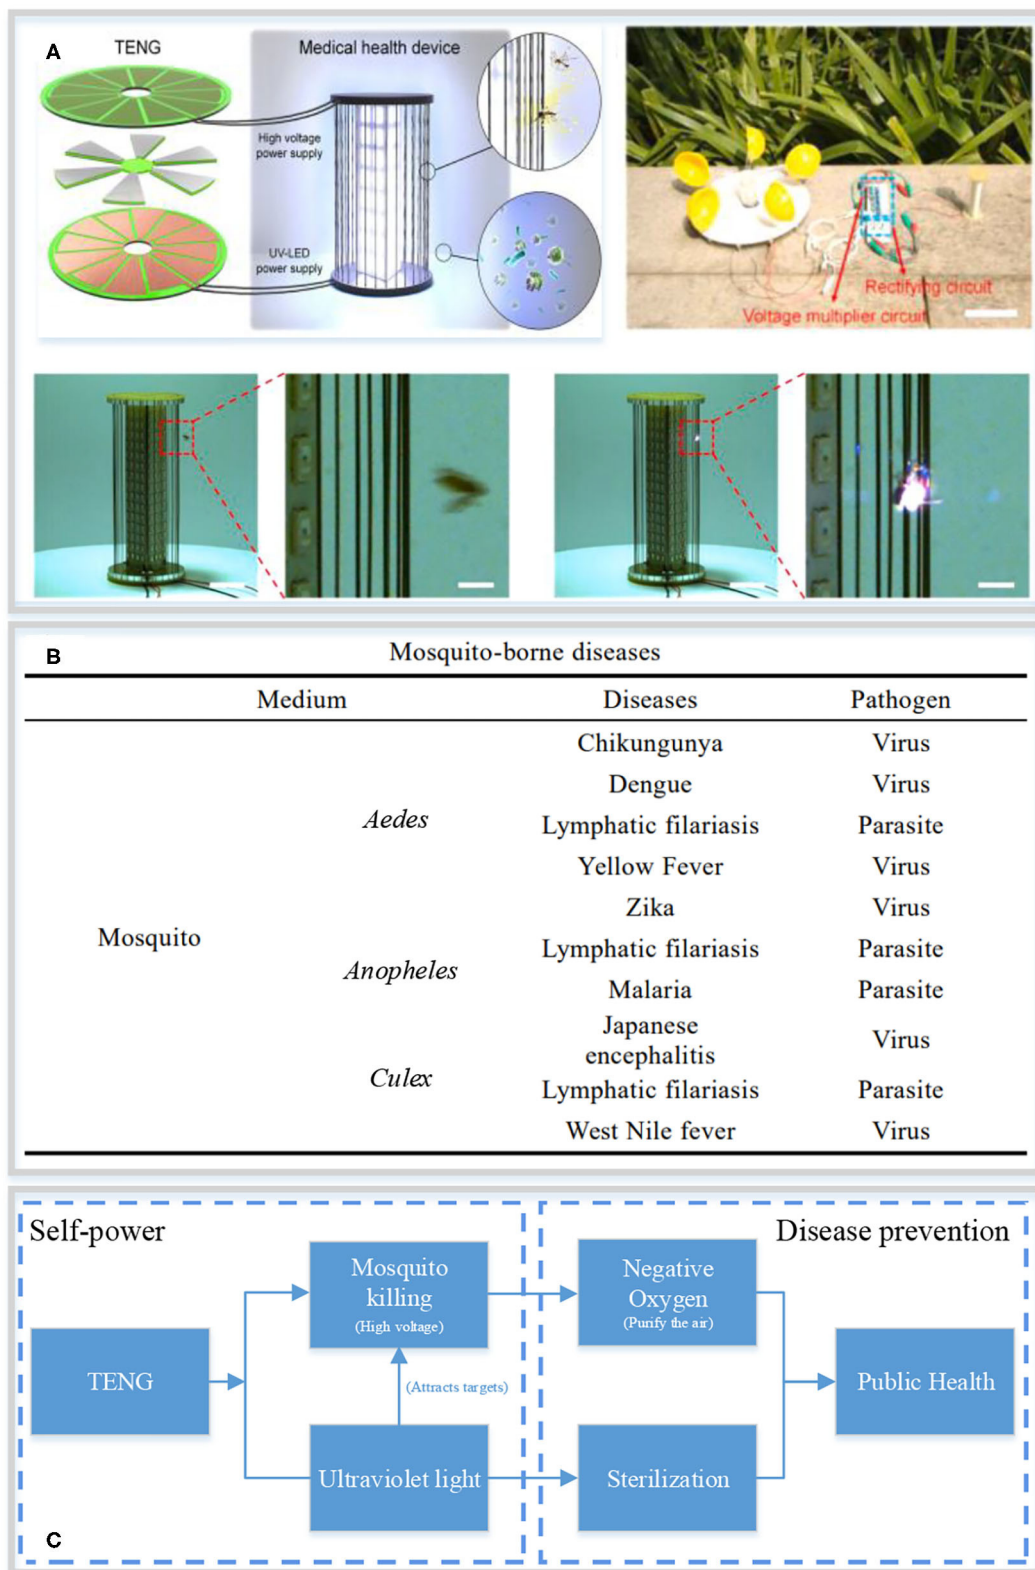 A
TENG
Medical health device
High voltage
power supply
UV-LED
power supply
Rectifying circuit
Voltage multiplier circuit
B
Mosquito-borne diseases
Medium Diseases Pathogen
Chikungunya Virus
Dengue Virus
Aedes
Lymphatic filariasis Parasite
Yellow Fever Virus
Zika Virus
Mosquito
Lymphatic filariasis Parasite
Anopheles
Malaria Parasite
Japanese
encephalitis
Virus
Culex
Lymphatic filariasis Parasite
West Nile fever Virus
Self-power
Disease prevention
Mosquito
killing
(High voltage)
Negative
Oxygen
(Purify the air)
TENG
(Attracts targets)
Public Health
Ultraviolet light
Sterilization
C